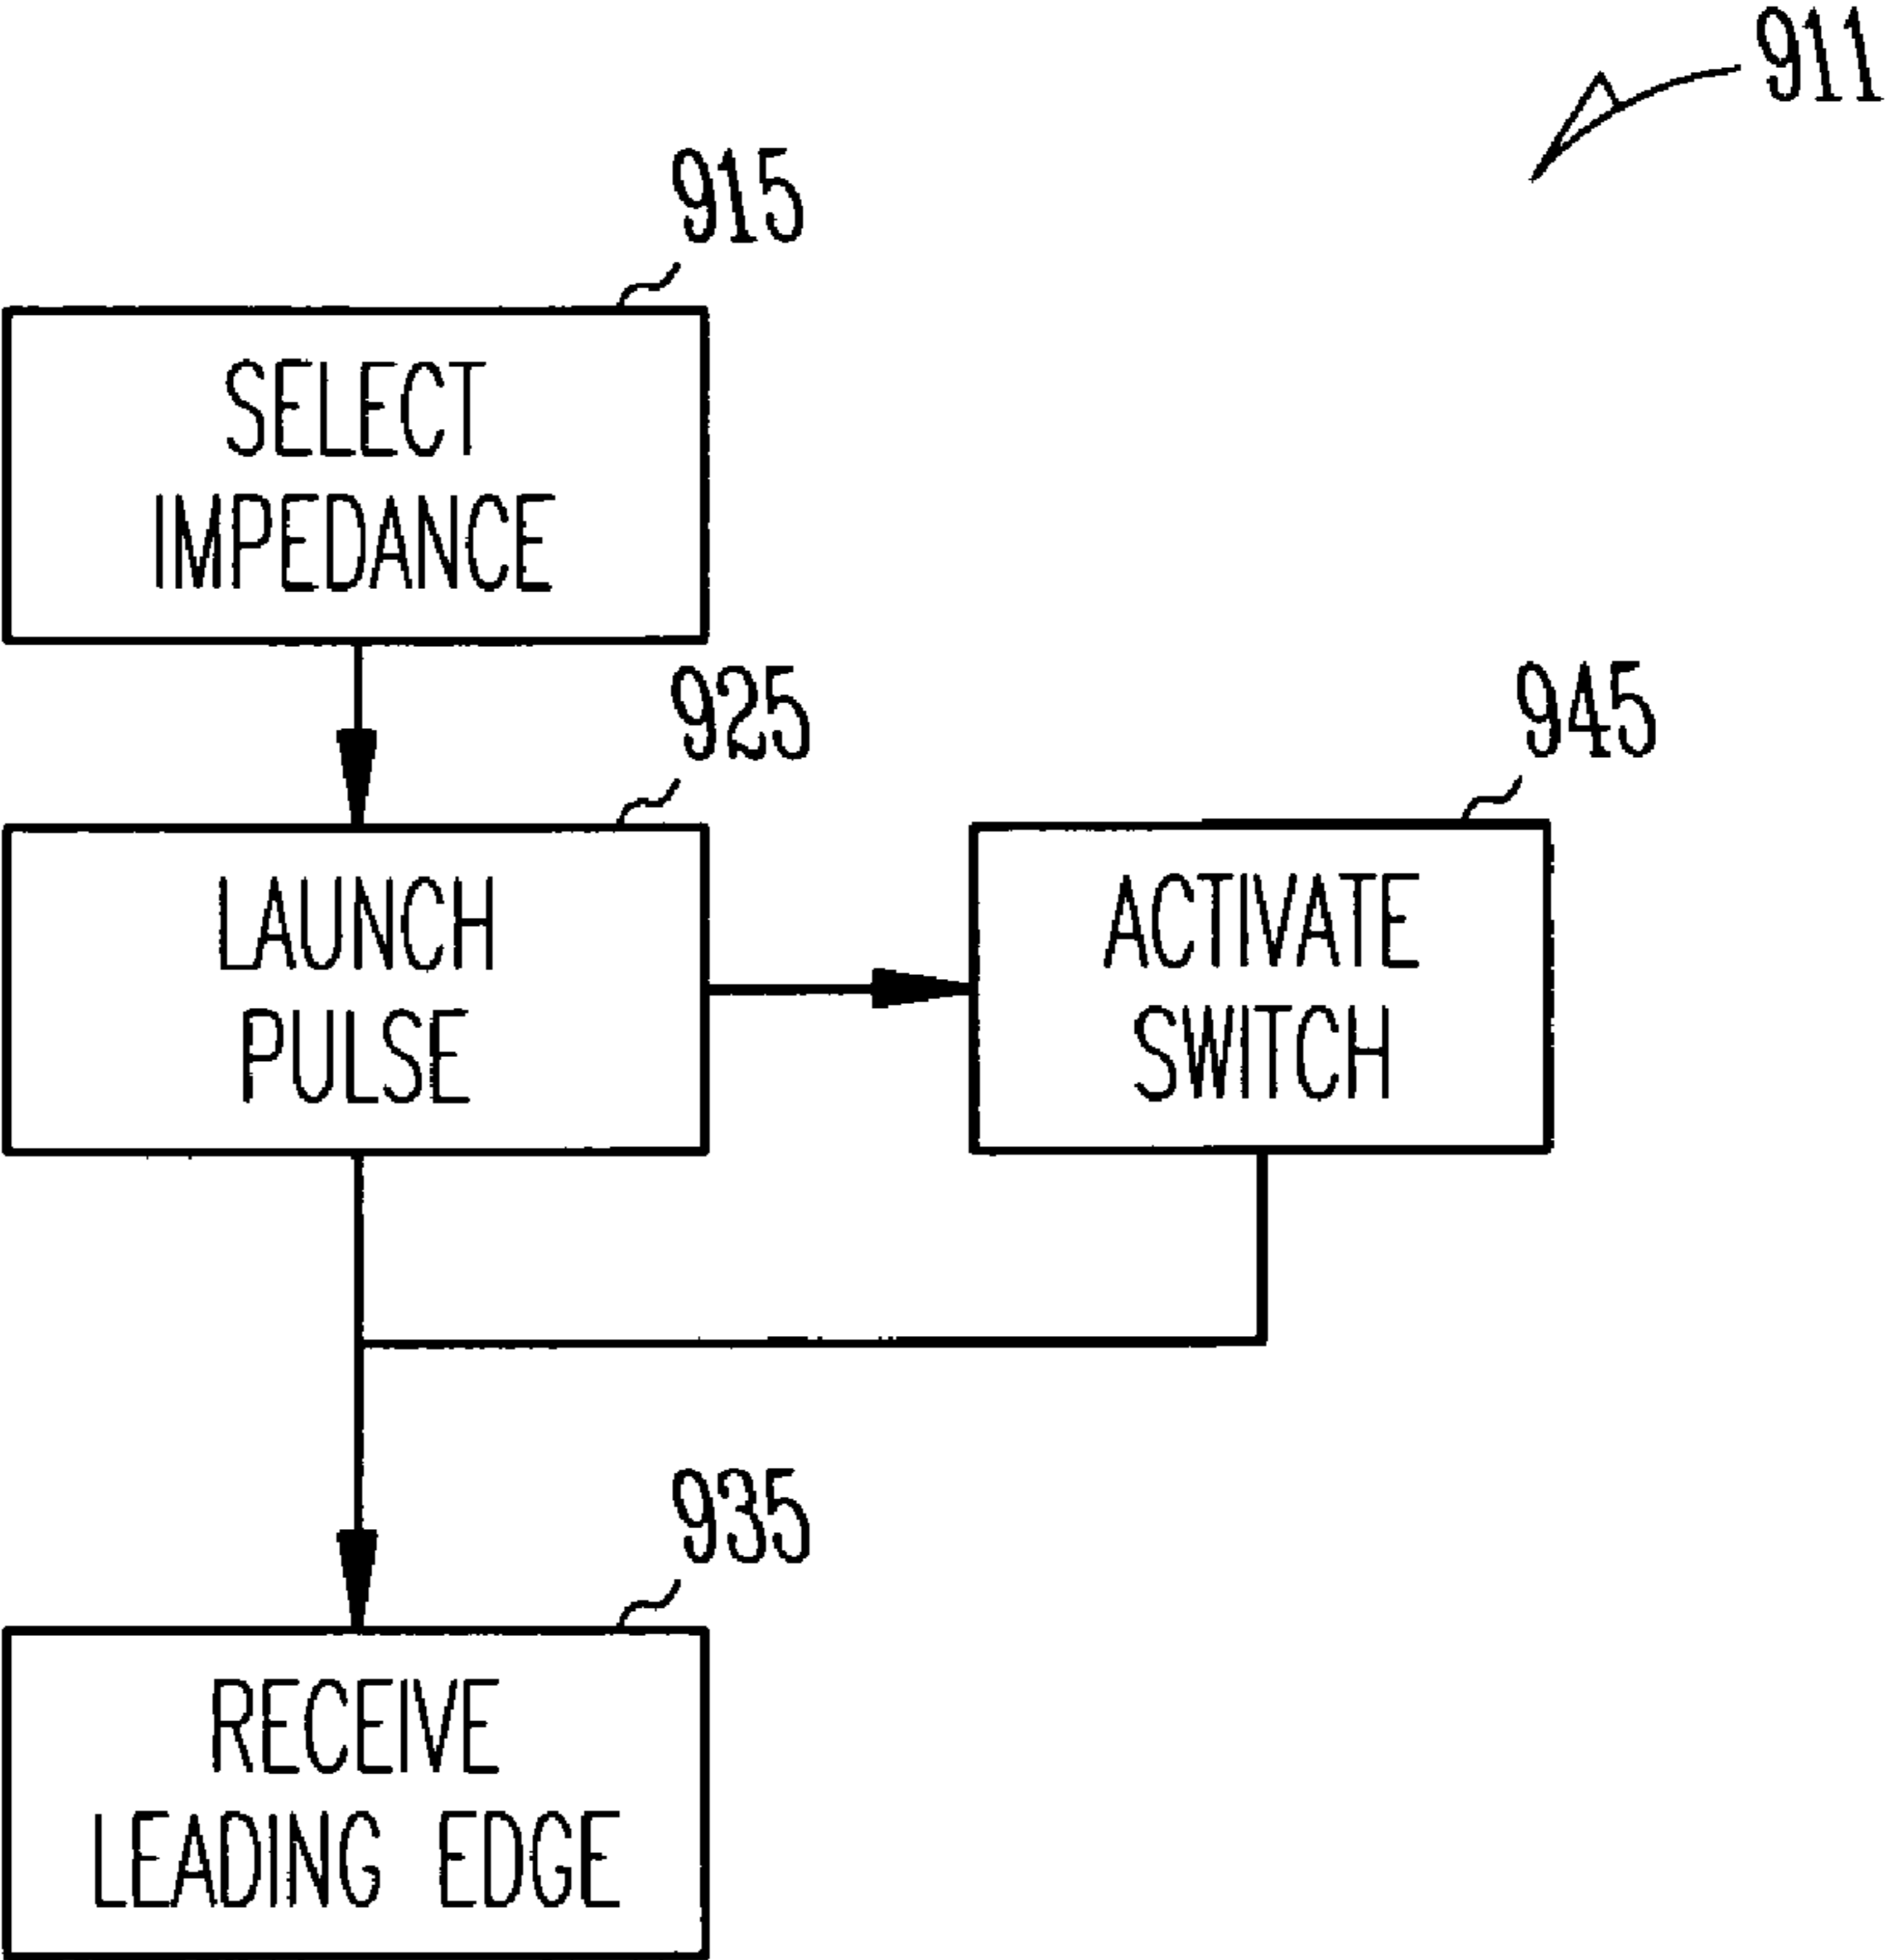 911
915
SELECT
IMPEDANCE
925
LAUNCH
PULSE
945
ACTIVATE
SWITCH
935
RECEIVE
LEADING EDGE